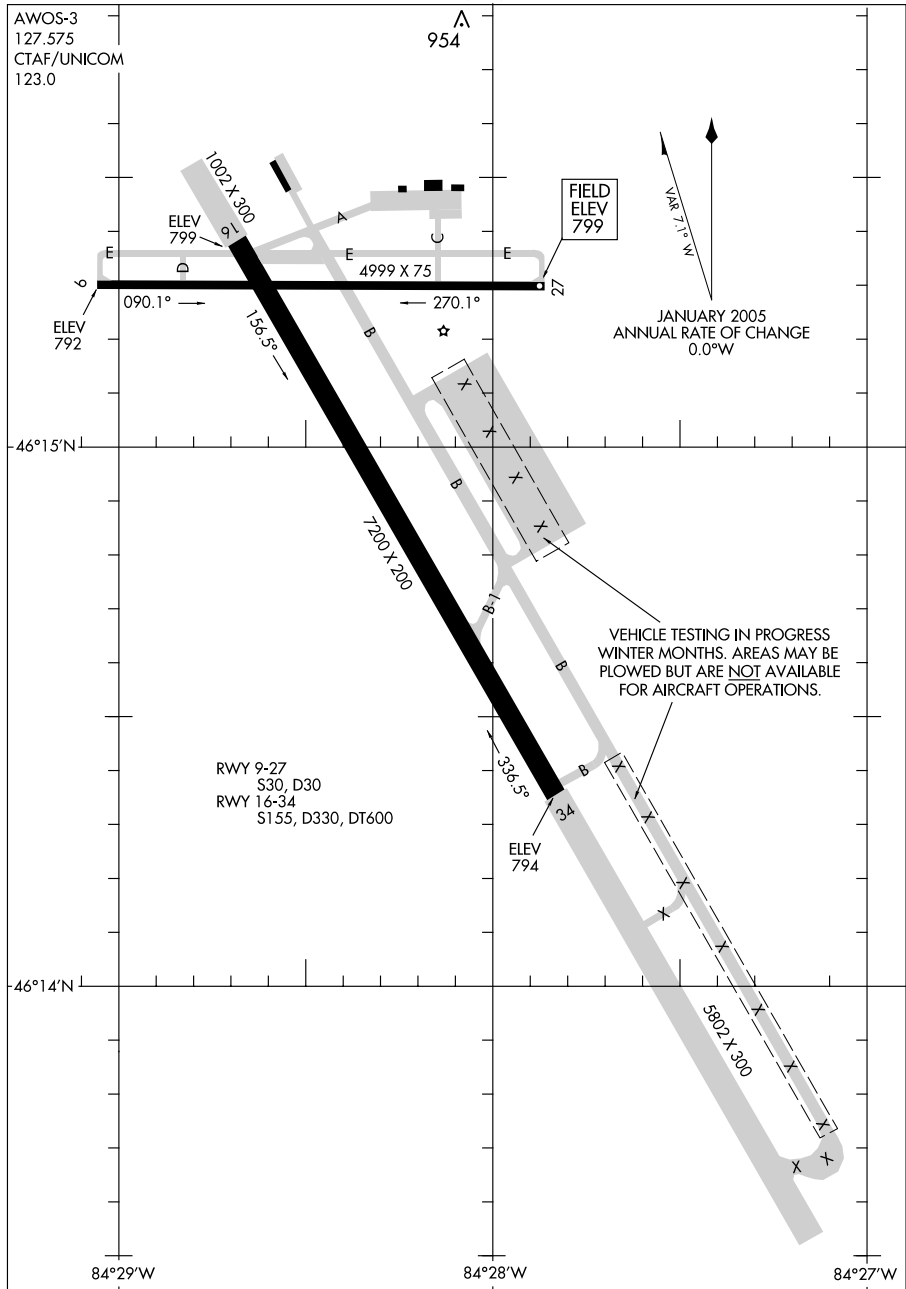 AWOS-3
127.575
CTAF/UNICOM
123.0
954
1002 X 300
A
FIELD
ELEV
799
VAR 7.1° W
ELEV
799
16
C
E
E
E
D
4999 X 75
9
27
090.1°
270.1°
ELEV
792
JANUARY 2005
ANNUAL RATE OF CHANGE
0.0°W
156.5°
B
X
X
46°15'N
B
X
X
7200 X 200
B-1
VEHICLE TESTING IN PROGRESS
WINTER MONTHS. AREAS MAY BE
PLOWED BUT ARE NOT AVAILABLE
FOR AIRCRAFT OPERATIONS.
B
336.5°
RWY 9-27
S30, D30
RWY 16-34
S155, D330, DT600
B
X
34
X
ELEV
794
X
X
X
46°14'N
X
5802 X 300
X
X
X
X
84°29'W
84°28'W
84°27'W